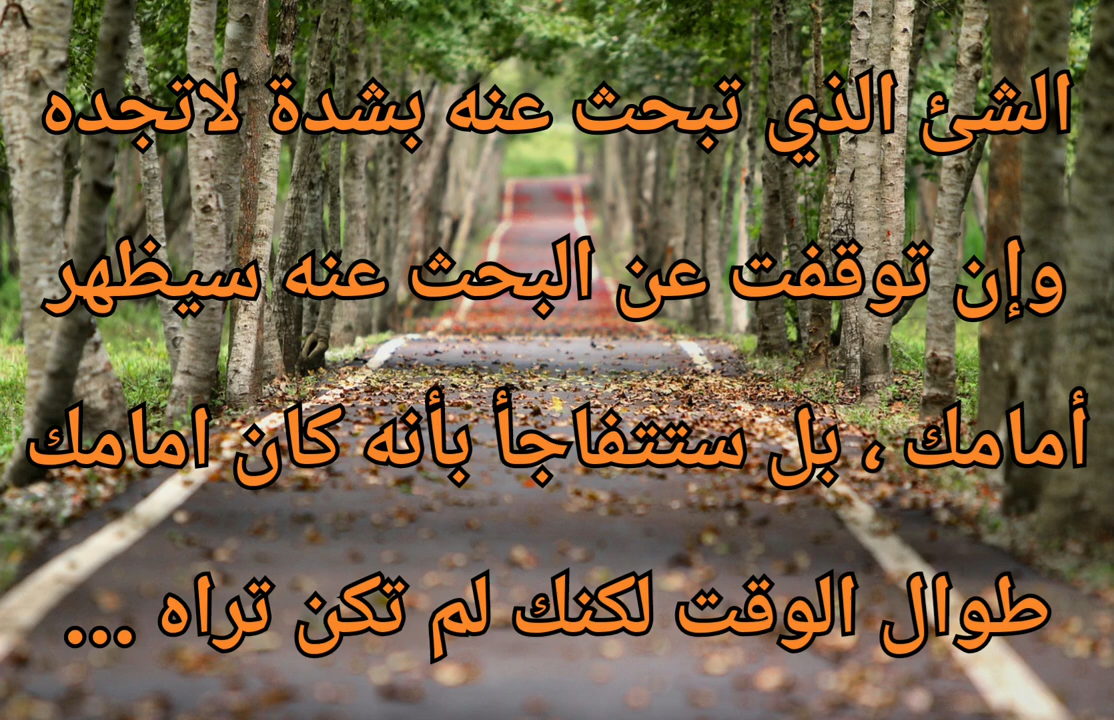 الشئ الذي تبحث عنه بشدة لاتجده
وإن توقفت عن البحث عنه سيظهر
أمامك ، بل ستتفاجأ بأنه كان امامك
طوال الوقت لكنك لم تكن تراه ...